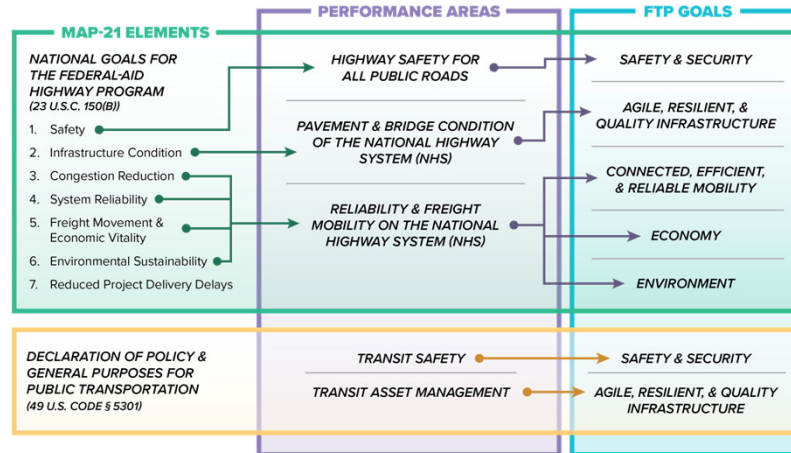 MAP-21 ELEMENTS
PERFORMANCE AREAS
FTP GOALS
NATIONAL GOALS FOR
THE FEDERAL-AID
HIGHWAY PROGRAM
(23 U.S.C. 150(B))
1. Safety
2. Infrastructure Condition
3. Congestion Reduction
4. System Reliability
5. Freight Movement &
Economic Vitality
6. Environmental Sustainability
7. Reduced Project Delivery Delays
HIGHWAY SAFETY FOR
ALL PUBLIC ROADS
PAVEMENT & BRIDGE CONDITION
OF THE NATIONAL HIGHWAY
SYSTEM (NHS)
RELIABILITY & FREIGHT
MOBILITY ON THE NATIONAL
HIGHWAY SYSTEM (NHS)
SAFETY & SECURITY
AGILE, RESILIENT, &
QUALITY INFRASTRUCTURE
CONNECTED, EFFICIENT,
& RELIABLE MOBILITY
ECONOMY
ENVIRONMENT
DECLARATION OF POLICY &
GENERAL PURPOSES FOR
PUBLIC TRANSPORTATION
(49 U.S. CODE § 5301)
TRANSIT SAFETY
TRANSIT ASSET MANAGEMENT
SAFETY & SECURITY
AGILE, RESILIENT, & QUALITY
INFRASTRUCTURE